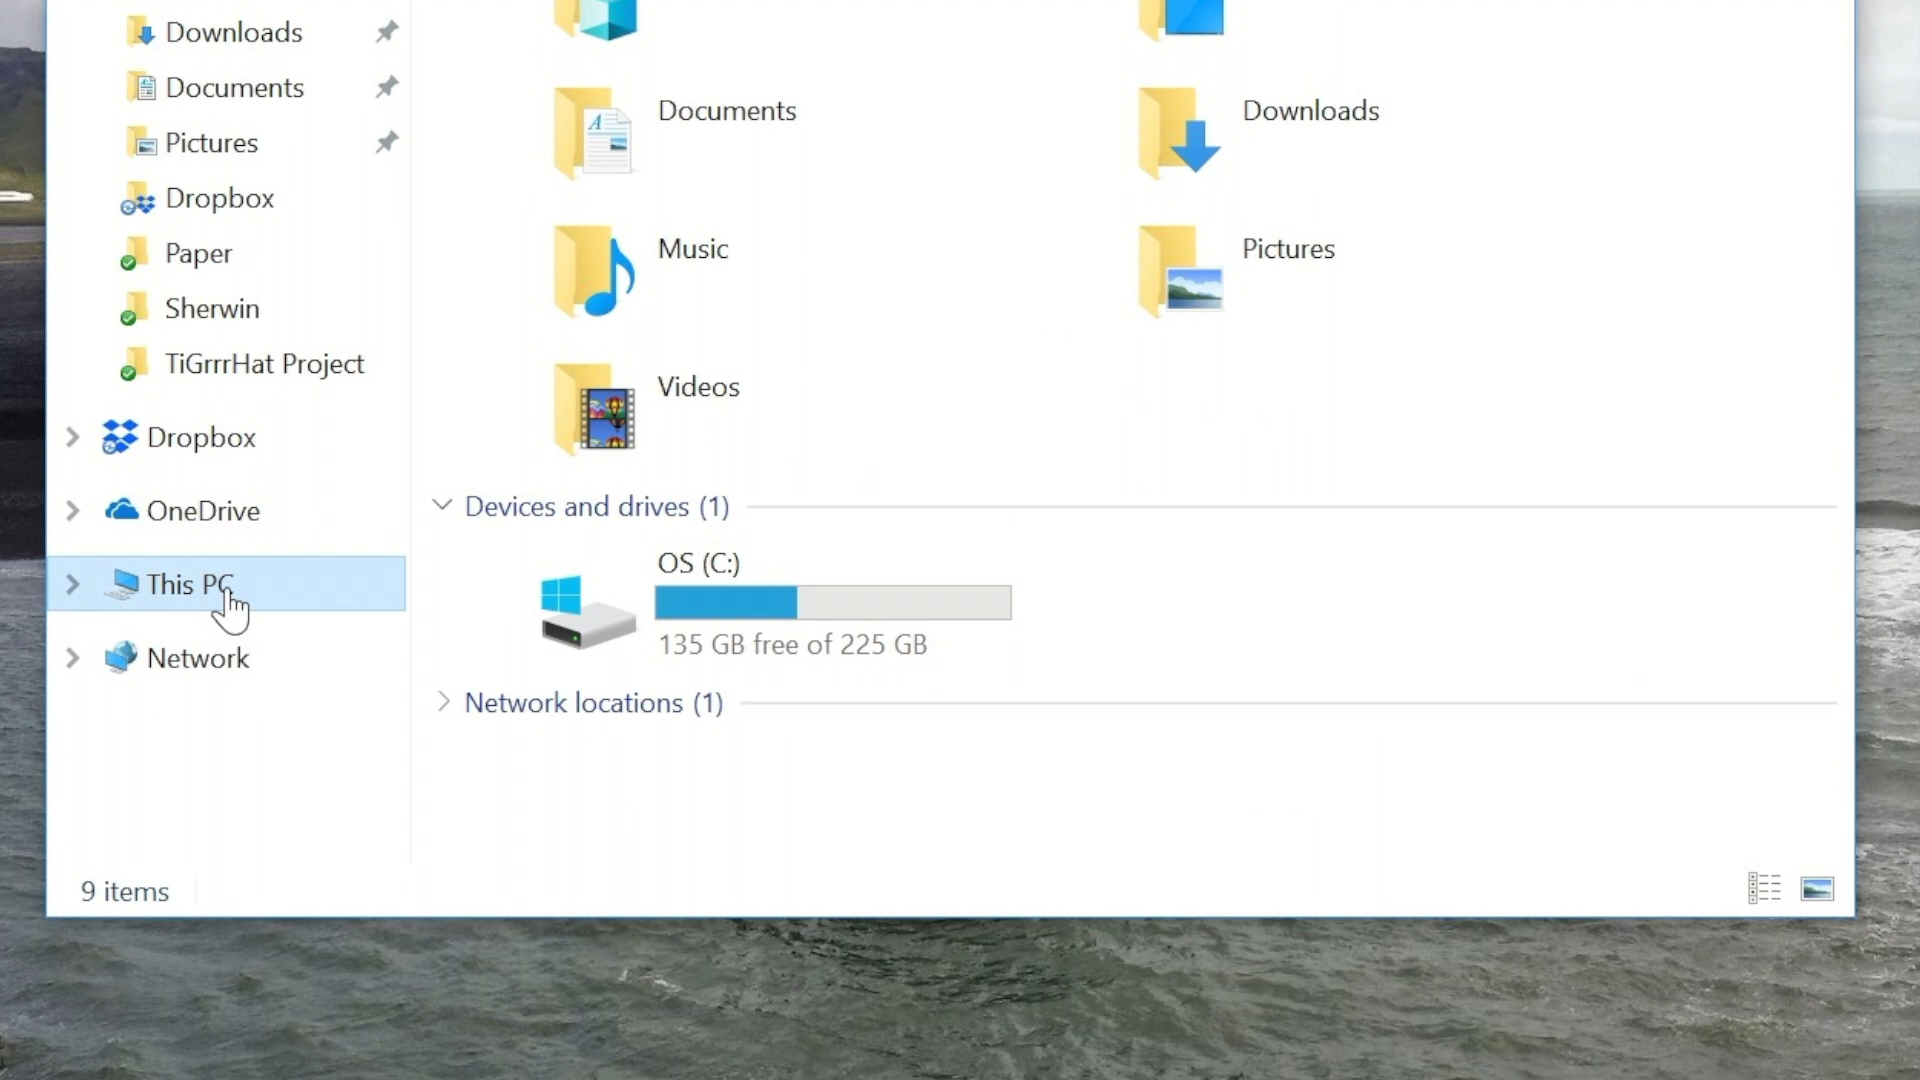 Downloads
Documents
Pictures
Dropbox
Paper
Sherwin
TiGrrrHat Project
Dropbox
OneDrive
This PC
Network
Documents
Downloads
Music
Pictures
Videos
Devices and drives (1)
OS (C:)
135 GB free of 225 GB
Network locations (1)
9 items